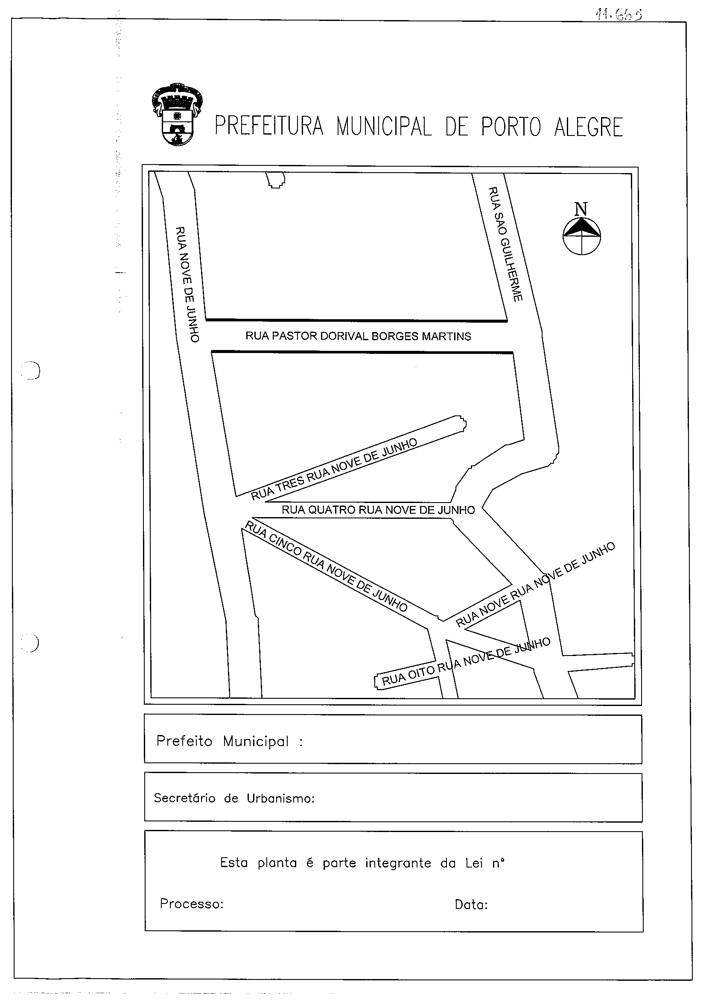 11.669
PREFEITURA MUNICIPAL DE PORTO ALEGRE
RUA SAO GUILHERME
N
RUA NOVE DE JUNHO
RUA PASTOR DORIVAL BORGES MARTINS
RUA TRES RUA NOVE DE JUNHO
RUA QUATRO RUA NOVE DE JUNHO
RUA CINCO RUA NOVE DE JUNHO
RUA NOVE RUA NOVE DE JUNHO
RUA OITO RUA NOVE DE JUNHO
Prefeito Municipal :
Secretário de Urbanismo:
Esta planta é parte integrante da Lei nº
Processo: Data: